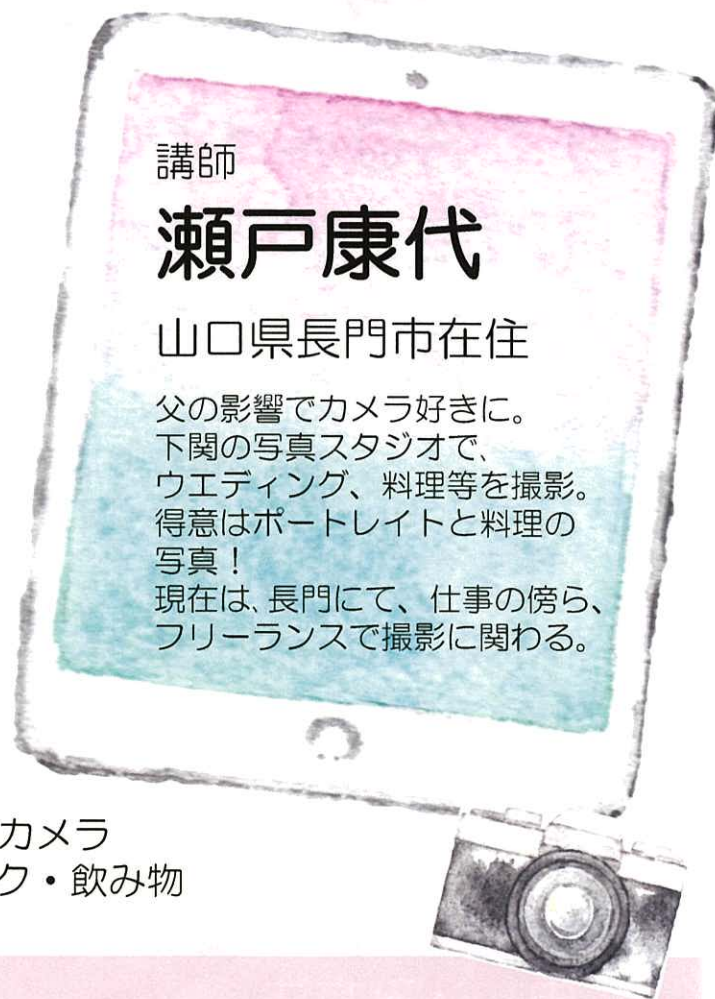 講師
瀬戸康代
山口県長門市在住
父の影響でカメラ好きに。
下関の写真スタジオで、
ウエディング、料理等を撮影。
得意はポートレイトと料理の
写真！
現在は、長門にて、仕事の傍ら、
フリーランスで撮影に関わる。
カメラ
ク・飲み物